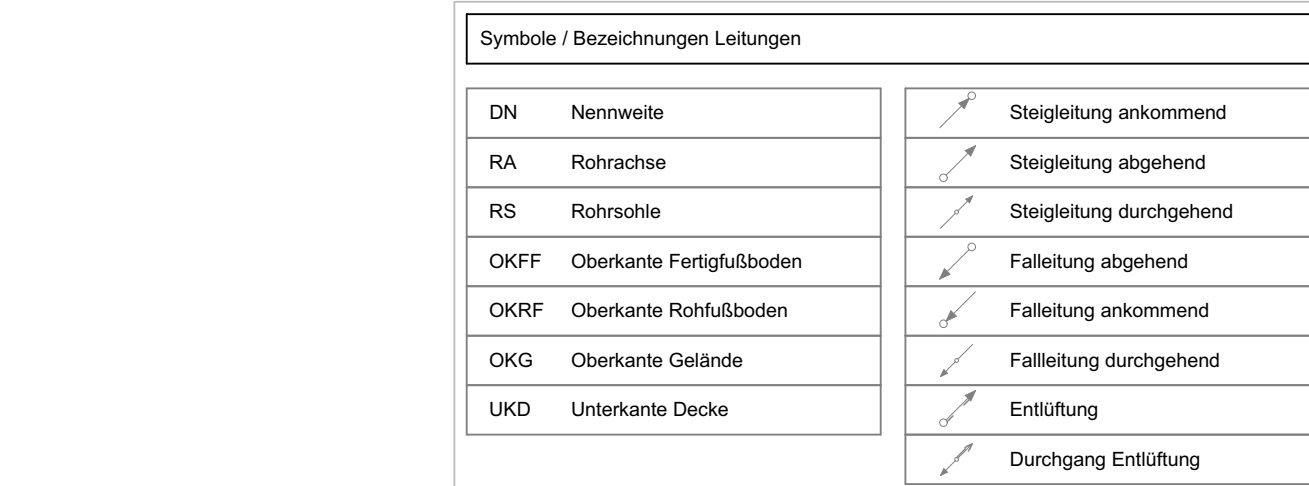 Symbole / Bezeichnungen Leitungen
DN Nennweite
RA Rohrachse
RS Rohrsohle
OKFF Oberkante Fertigfußboden
OKRF Oberkante Rohfußboden
OKG Oberkante Gelände
UKD Unterkante Decke
Steigleitung ankommend
Steigleitung abgehend
Steigleitung durchgehend
Falleitung abgehend
Falleitung ankommend
Fallleitung durchgehend
Entlüftung
Durchgang Entlüftung